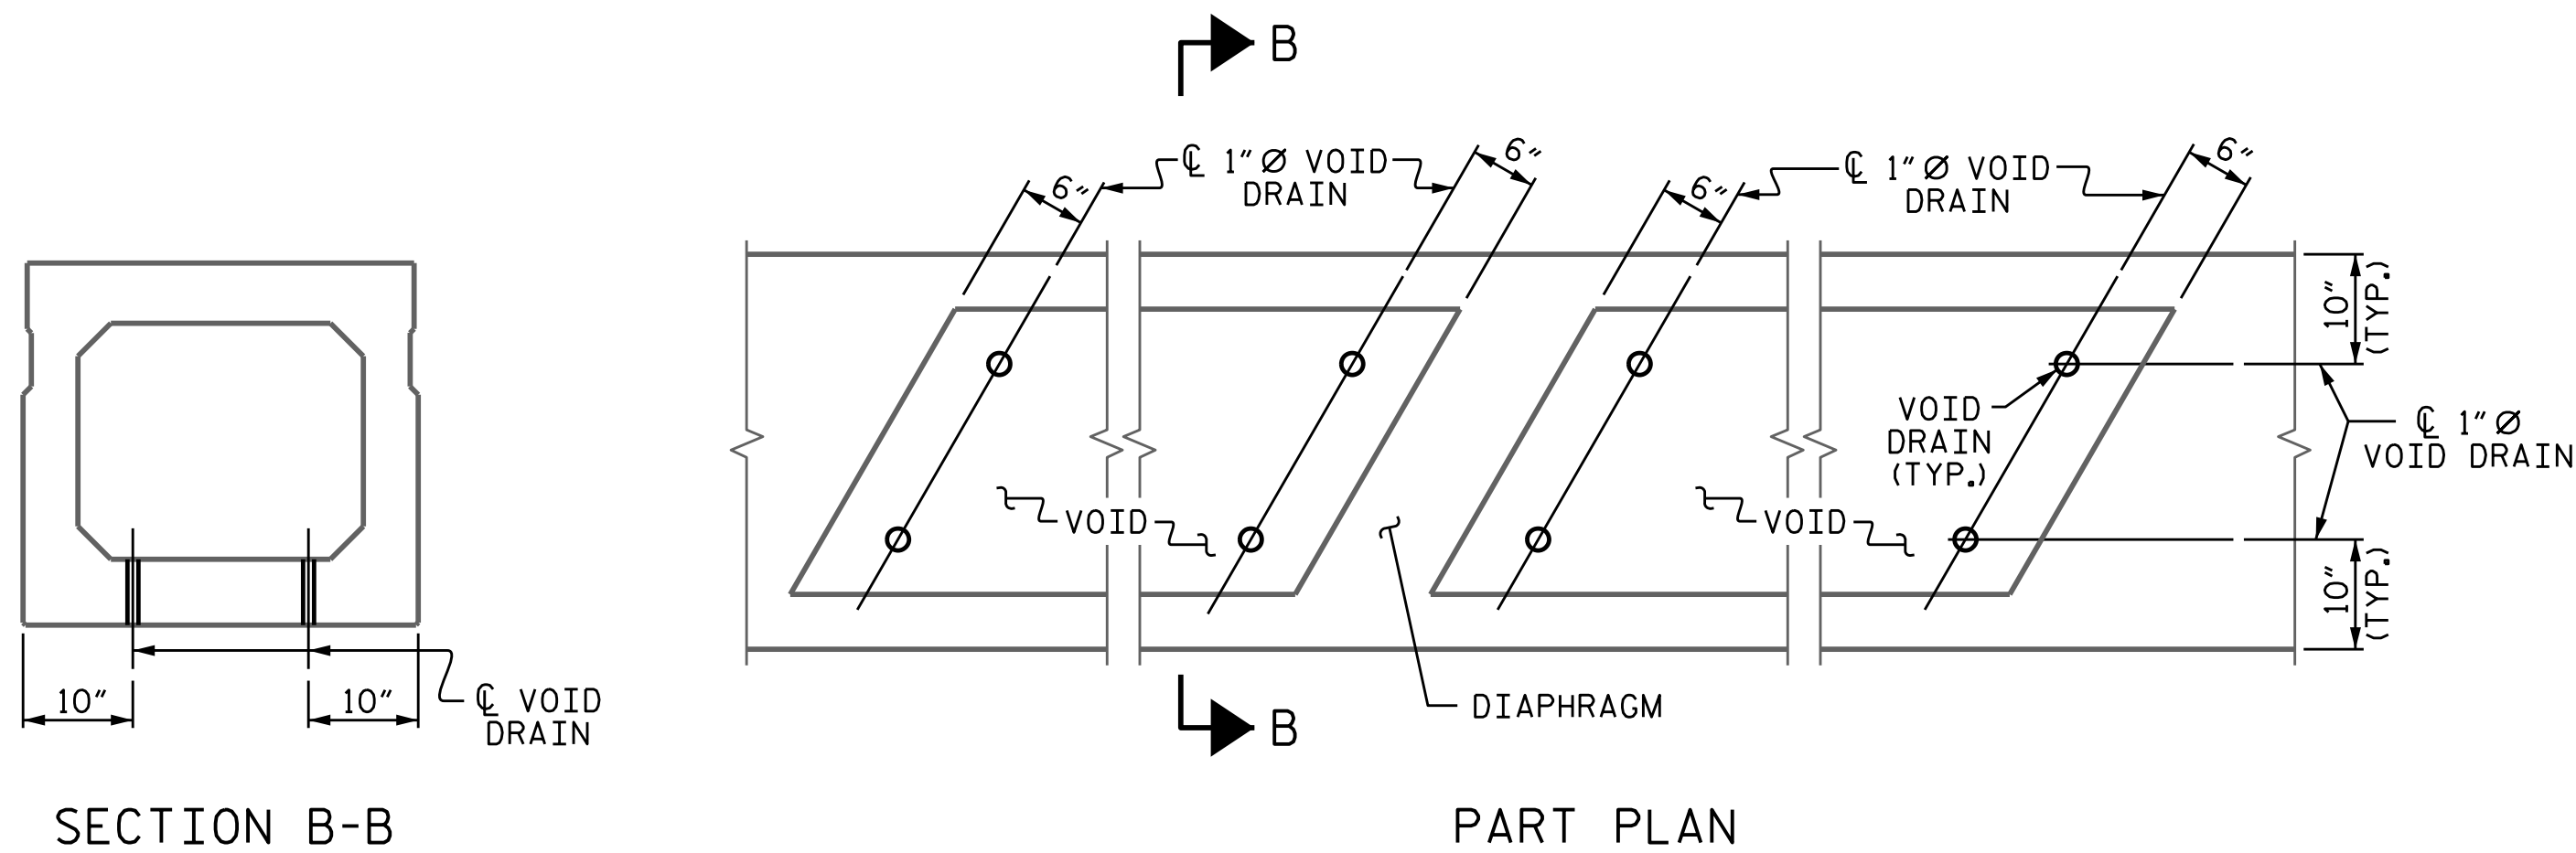 B
6"
℄ 1" Ø VOID
DRAIN
6"
6"
℄ 1" Ø VOID
DRAIN
6"
10"
(TYP.)
VOID
DRAIN
(TYP.)
℄ 1" Ø
VOID DRAIN
VOID
VOID
10"
(TYP.)
10"
10"
℄ VOID
DRAIN
DIAPHRAGM
B
SECTION B-B
PART PLAN